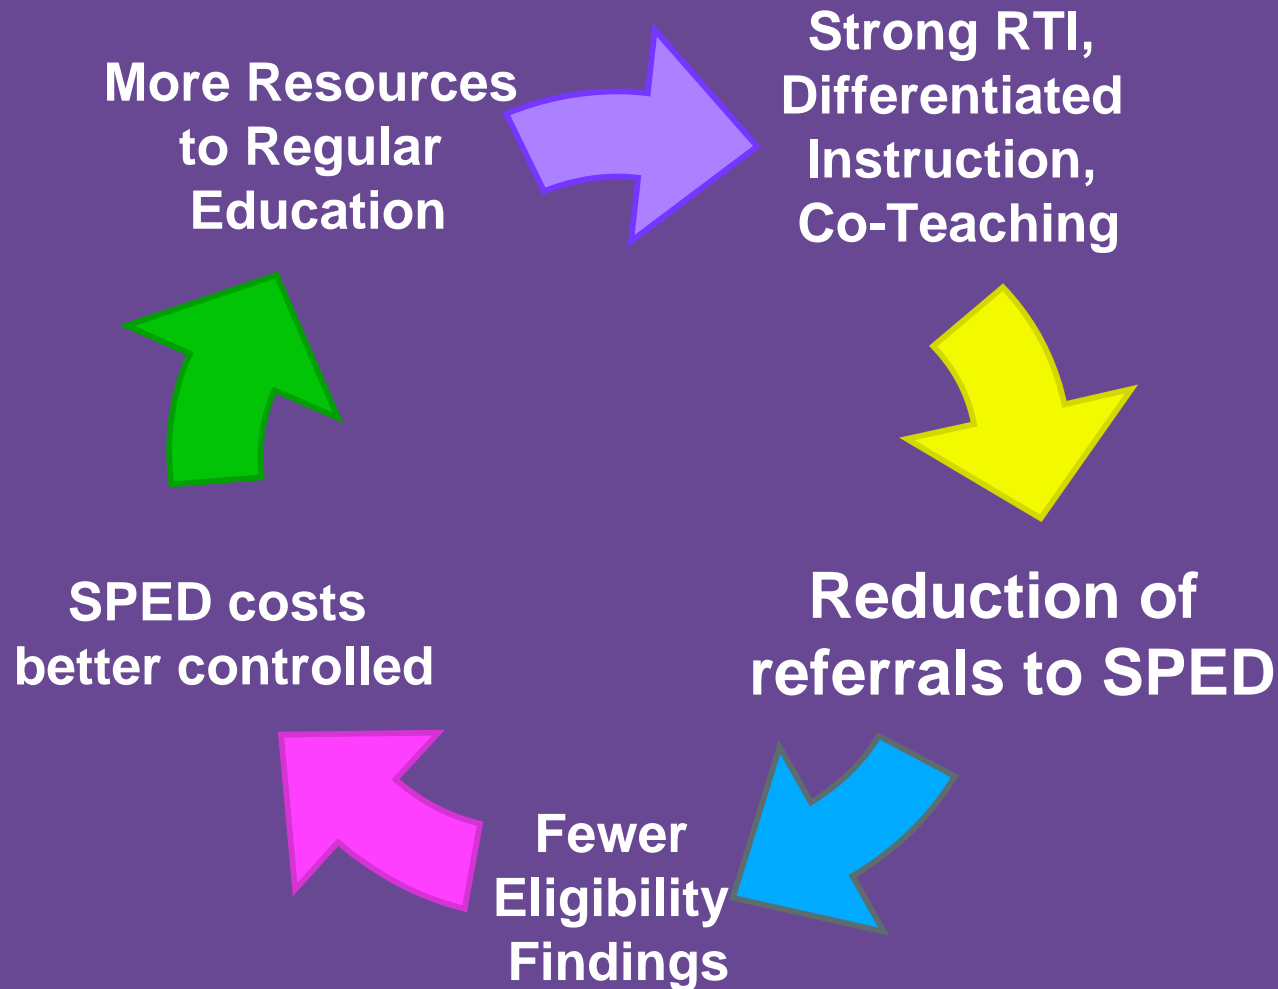 More Resources
to Regular
Education
Strong RTI,
Differentiated
Instruction,
Co-Teaching
Reduction of
referrals to SPED
Fewer
Eligibility
Findings
SPED costs
better controlled